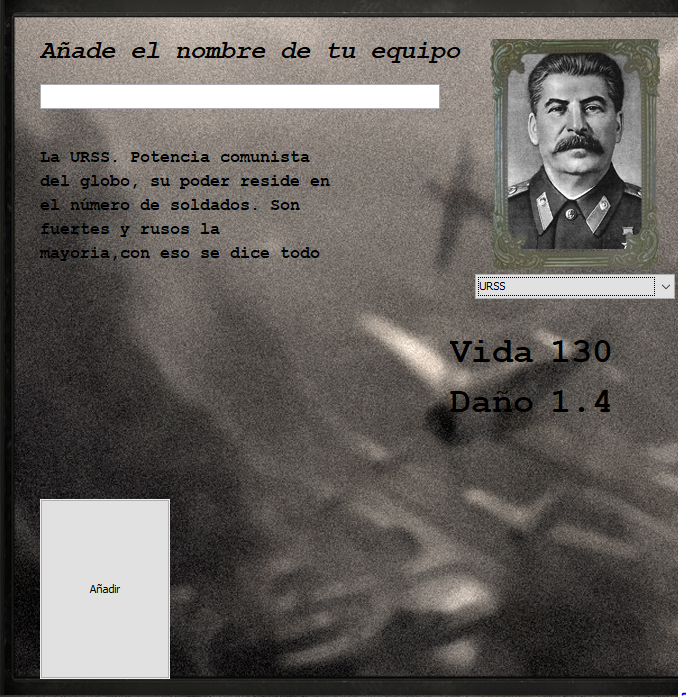 Añade el nombre de tu equipo
La URSS. Potencia comunista
del globo, su poder reside en
el número de soldados. Son
fuertes y rusos la
mayoria,con eso se dice todo
URSS
Vida 130
Daño 1.4
Añadir